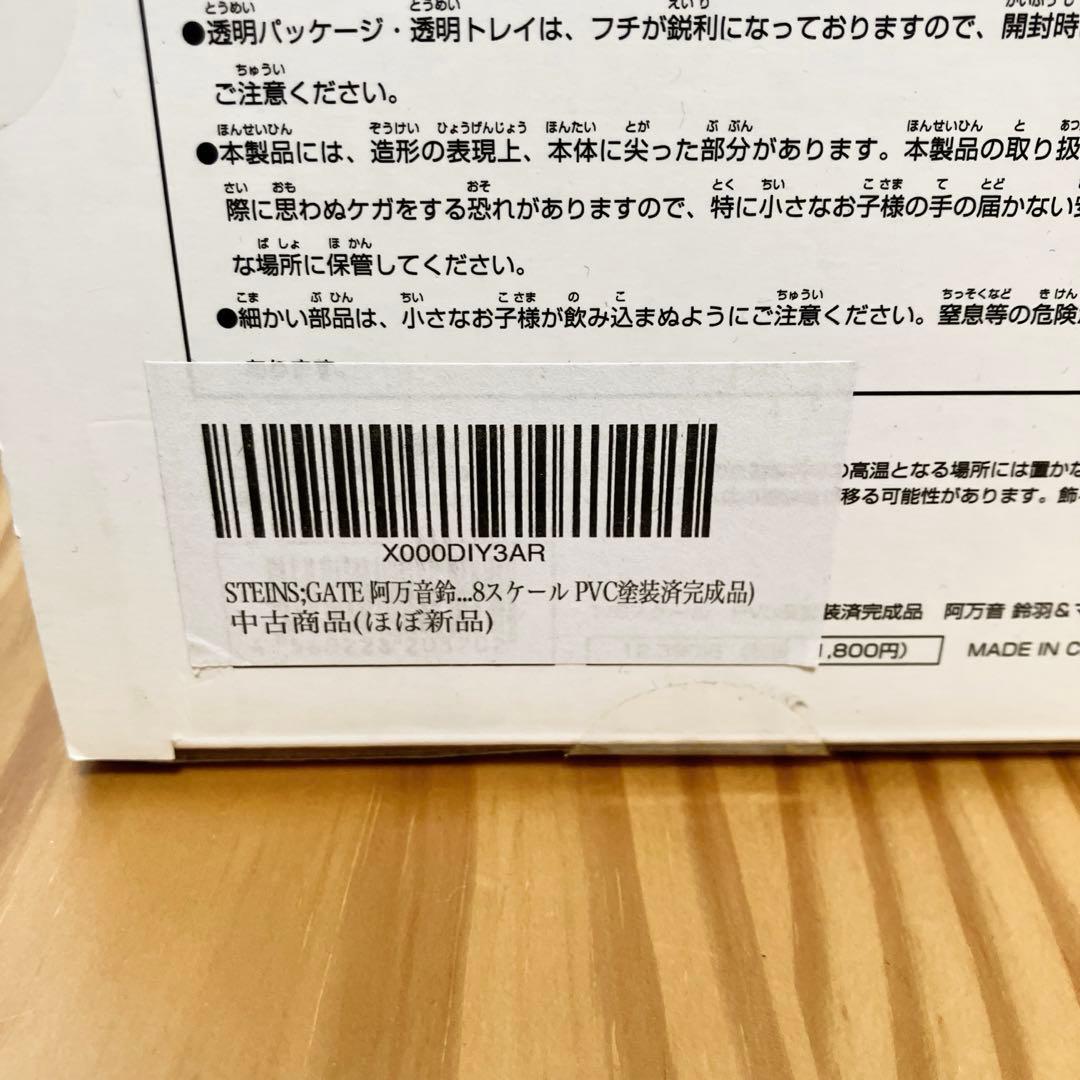 ●透明パッケージ・透明トレイは、フチが鋭利になっておりますので、開封時
ご注意ください。
●本製品には、造形の表現上、本体に尖った部分があります。本製品の取り扱
際に思わぬケガをする恐れがありますので、特に小さなお子様の手の届かない
な場所に保管してください。
●細かい部品は、小さなお子様が飲み込まぬようにご注意ください。窒息等の危険
あります。
の高温となる場所には置かな
移る可能性があります。飾
X000DIY3AR
STEINS;GATE 阿万音鈴...8スケール PVC塗装済完成品)
中古商品(ほぼ新品)
装済完成品 阿万音 鈴羽&マ
1,800円) MADE IN C